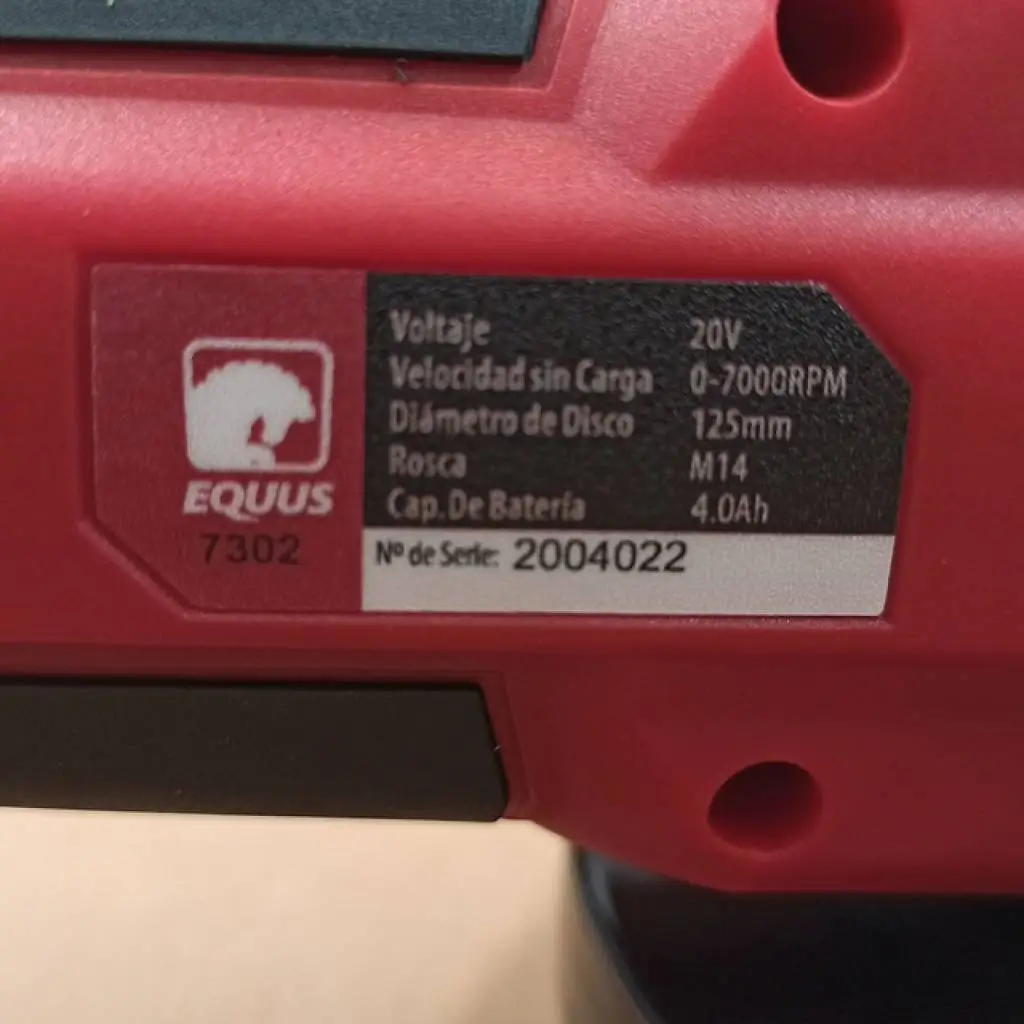 EQUUS
7302
Voltaje 20V
Velocidad sin Carga 0-7000RPM
Diámetro de Disco 125mm
Rosca M14
Cap. De Batería 4.0Ah
Nº de Serie: 2004022